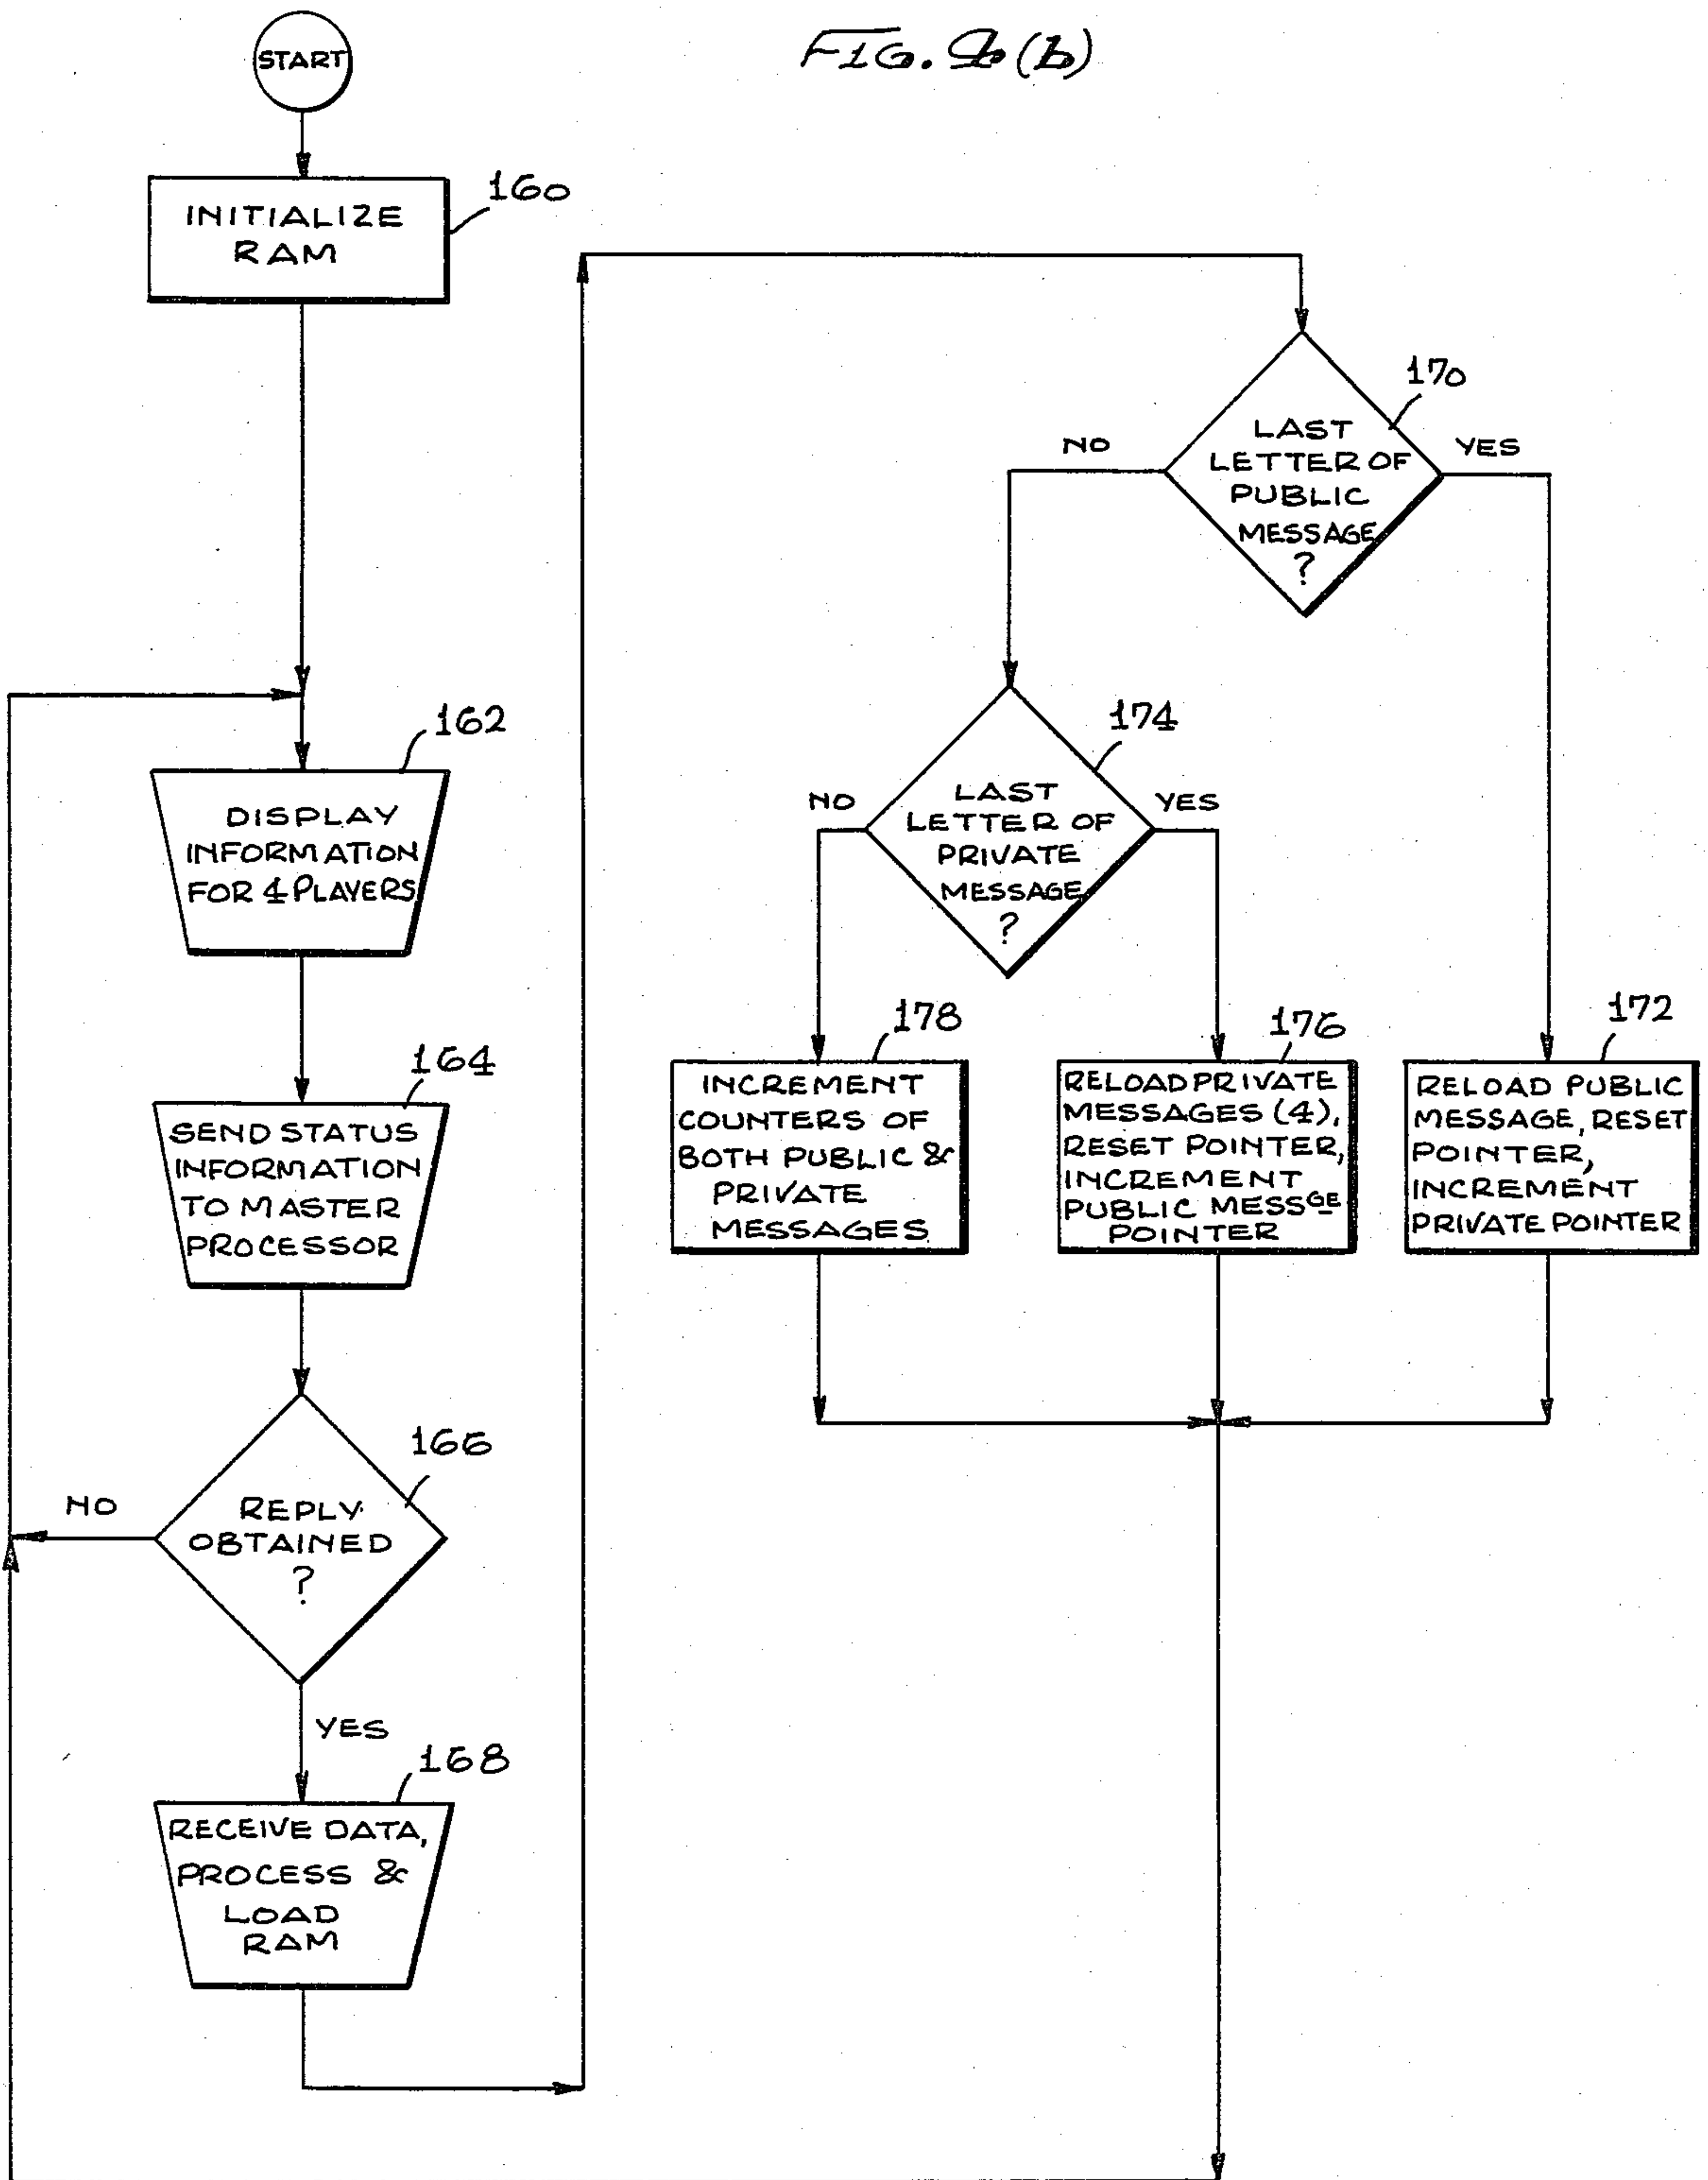 FIG. 9b(b)
START
INITIALIZE
RAM
160
162
DISPLAY
INFORMATION
FOR 4 PLAYERS
164
SEND STATUS
INFORMATION
TO MASTER
PROCESSOR
166
REPLY
OBTAINED
?
NO
YES
168
RECEIVE DATA,
PROCESS &
LOAD
RAM
170
LAST
LETTER OF
PUBLIC
MESSAGE
?
NO
YES
174
LAST
LETTER OF
PRIVATE
MESSAGE
?
NO
YES
178
INCREMENT
COUNTERS OF
BOTH PUBLIC &
PRIVATE
MESSAGES
176
RELOAD PRIVATE
MESSAGES (4),
RESET POINTER,
INCREMENT
PUBLIC MESSGE
POINTER
172
RELOAD PUBLIC
MESSAGE, RESET
POINTER,
INCREMENT
PRIVATE POINTER